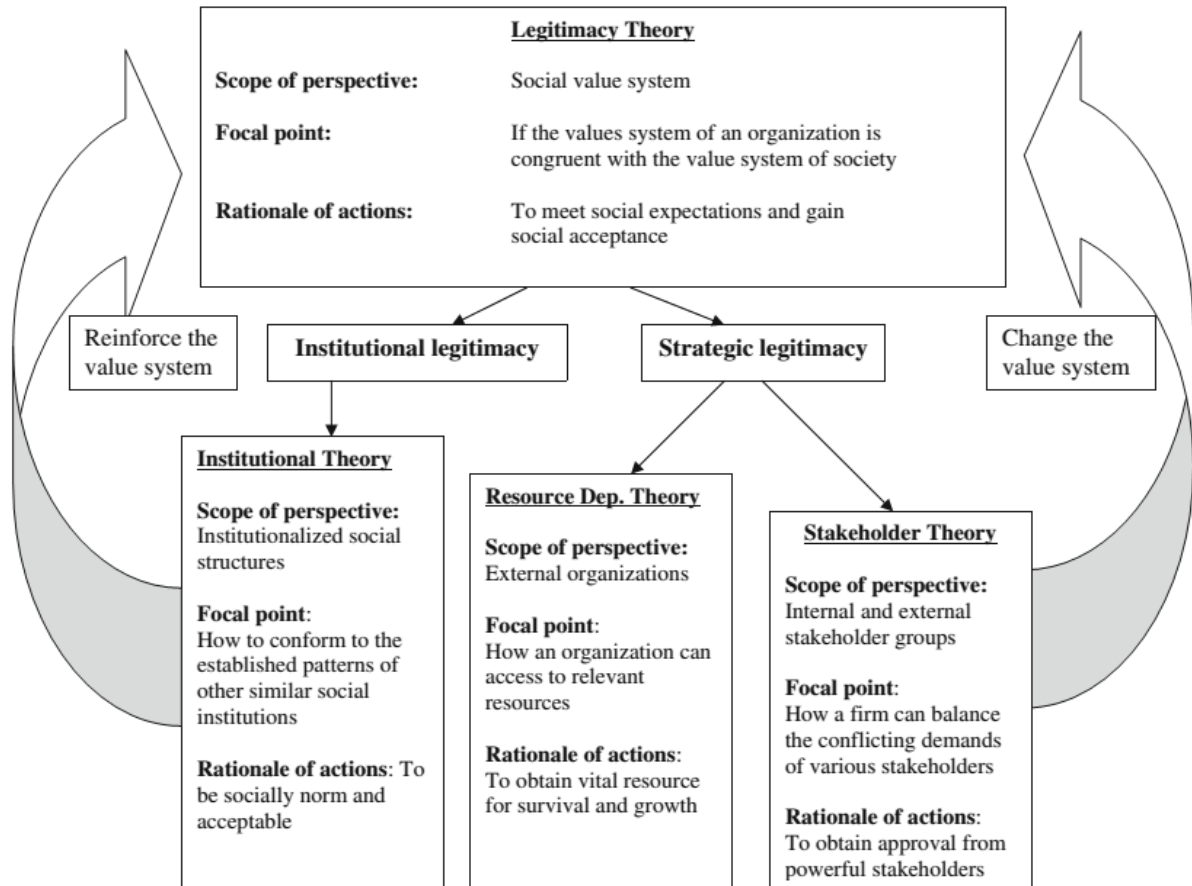 Legitimacy Theory
Scope of perspective: Social value system
Focal point: If the values system of an organization is
congruent with the value system of society
Rationale of actions: To meet social expectations and gain
social acceptance
Reinforce the
value system
Institutional legitimacy
Strategic legitimacy
Change the
value system
Institutional Theory
Scope of perspective:
Institutionalized social
structures
Focal point:
How to conform to the
established patterns of
other similar social
institutions
Rationale of actions: To
be socially norm and
acceptable
Resource Dep. Theory
Scope of perspective:
External organizations
Focal point:
How an organization can
access to relevant
resources
Rationale of actions:
To obtain vital resource
for survival and growth
Stakeholder Theory
Scope of perspective:
Internal and external
stakeholder groups
Focal point:
How a firm can balance
the conflicting demands
of various stakeholders
Rationale of actions:
To obtain approval from
powerful stakeholders